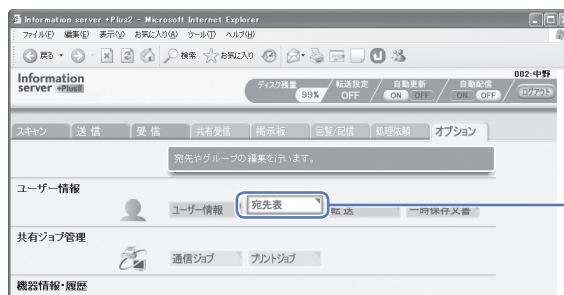 Information server +Plus2 - Microsoft Internet Explorer
ファイル(F) 編集(E) 表示(V) お気に入り(A) ツール(T) ヘルプ(H)
戻る 検索 お気に入り
002:中野
Information server +PlusⅡ
ディスク残量 99% 転送設定 OFF 自動更新 ON OFF 自動配信 ON OFF ログアウト
スキャン 送信 受信 共有受信 掲示板 回覧/配信 処理依頼 オプション
宛先やグループの編集を行います。
ユーザー情報
ユーザー情報 宛先表 転送 一時保存文書
共有ジョブ管理
通信ジョブ プリントジョブ
機器情報・履歴